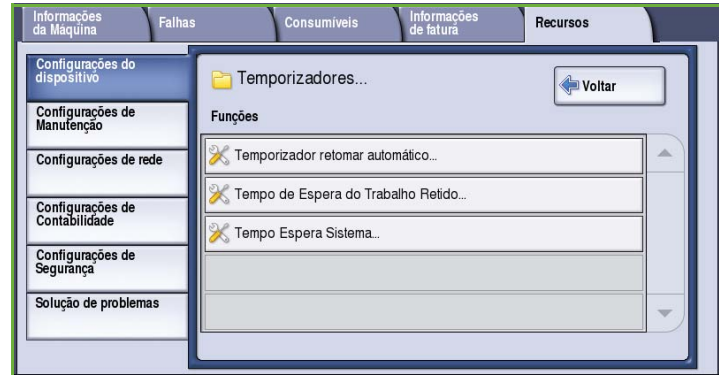 Informações
da Máquina
Falhas
Consumíveis
Informações
de fatura
Recursos
Configurações do
dispositivo
Configurações de
Manutenção
Configurações de rede
Configurações de
Contabilidade
Configurações de
Segurança
Solução de problemas
Temporizadores...
Voltar
Funções
Temporizador retomar automático...
Tempo de Espera do Trabalho Retido...
Tempo Espera Sistema...